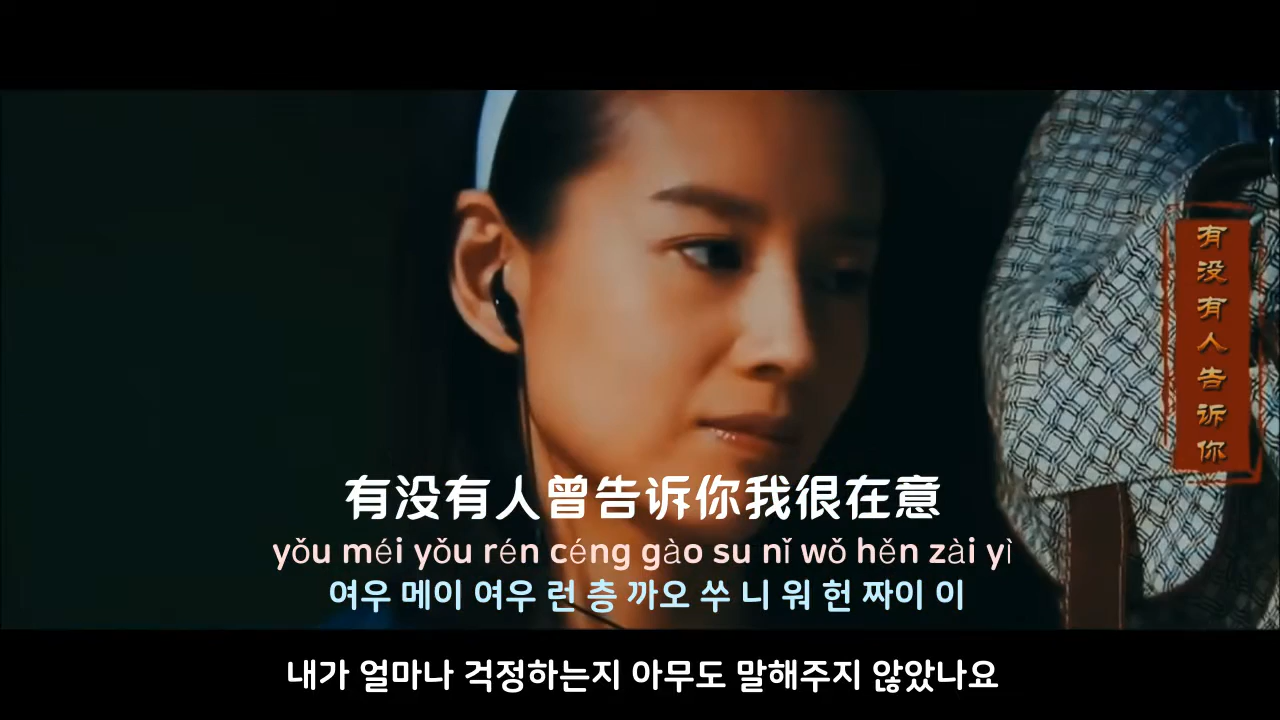 有没有人告诉你
有没有人曾告诉你我很在意
yǒu méi yǒu rén céng gào su nǐ wǒ hěn zài yì
여우 메이 여우 런 층 까오 쑤 니 워 헌 짜이 이
내가 얼마나 걱정하는지 아무도 말해주지 않았나요